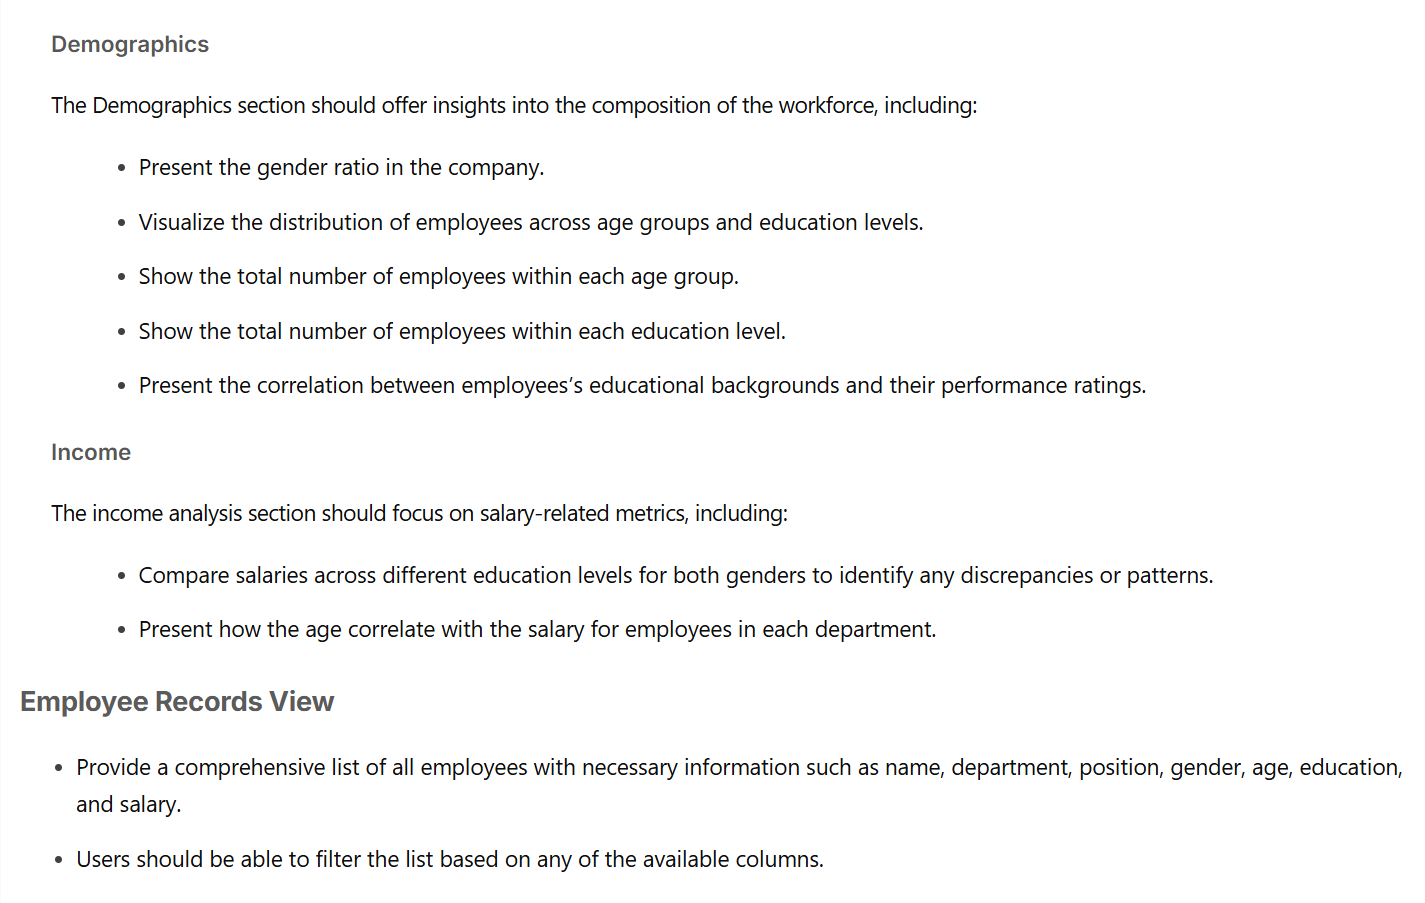 Demographics
The Demographics section should offer insights into the composition of the workforce, including:
• Present the gender ratio in the company.
• Visualize the distribution of employees across age groups and education levels.
• Show the total number of employees within each age group.
• Show the total number of employees within each education level.
• Present the correlation between employees’s educational backgrounds and their performance ratings.
Income
The income analysis section should focus on salary-related metrics, including:
• Compare salaries across different education levels for both genders to identify any discrepancies or patterns.
• Present how the age correlate with the salary for employees in each department.
Employee Records View
• Provide a comprehensive list of all employees with necessary information such as name, department, position, gender, age, education,
and salary.
• Users should be able to filter the list based on any of the available columns.